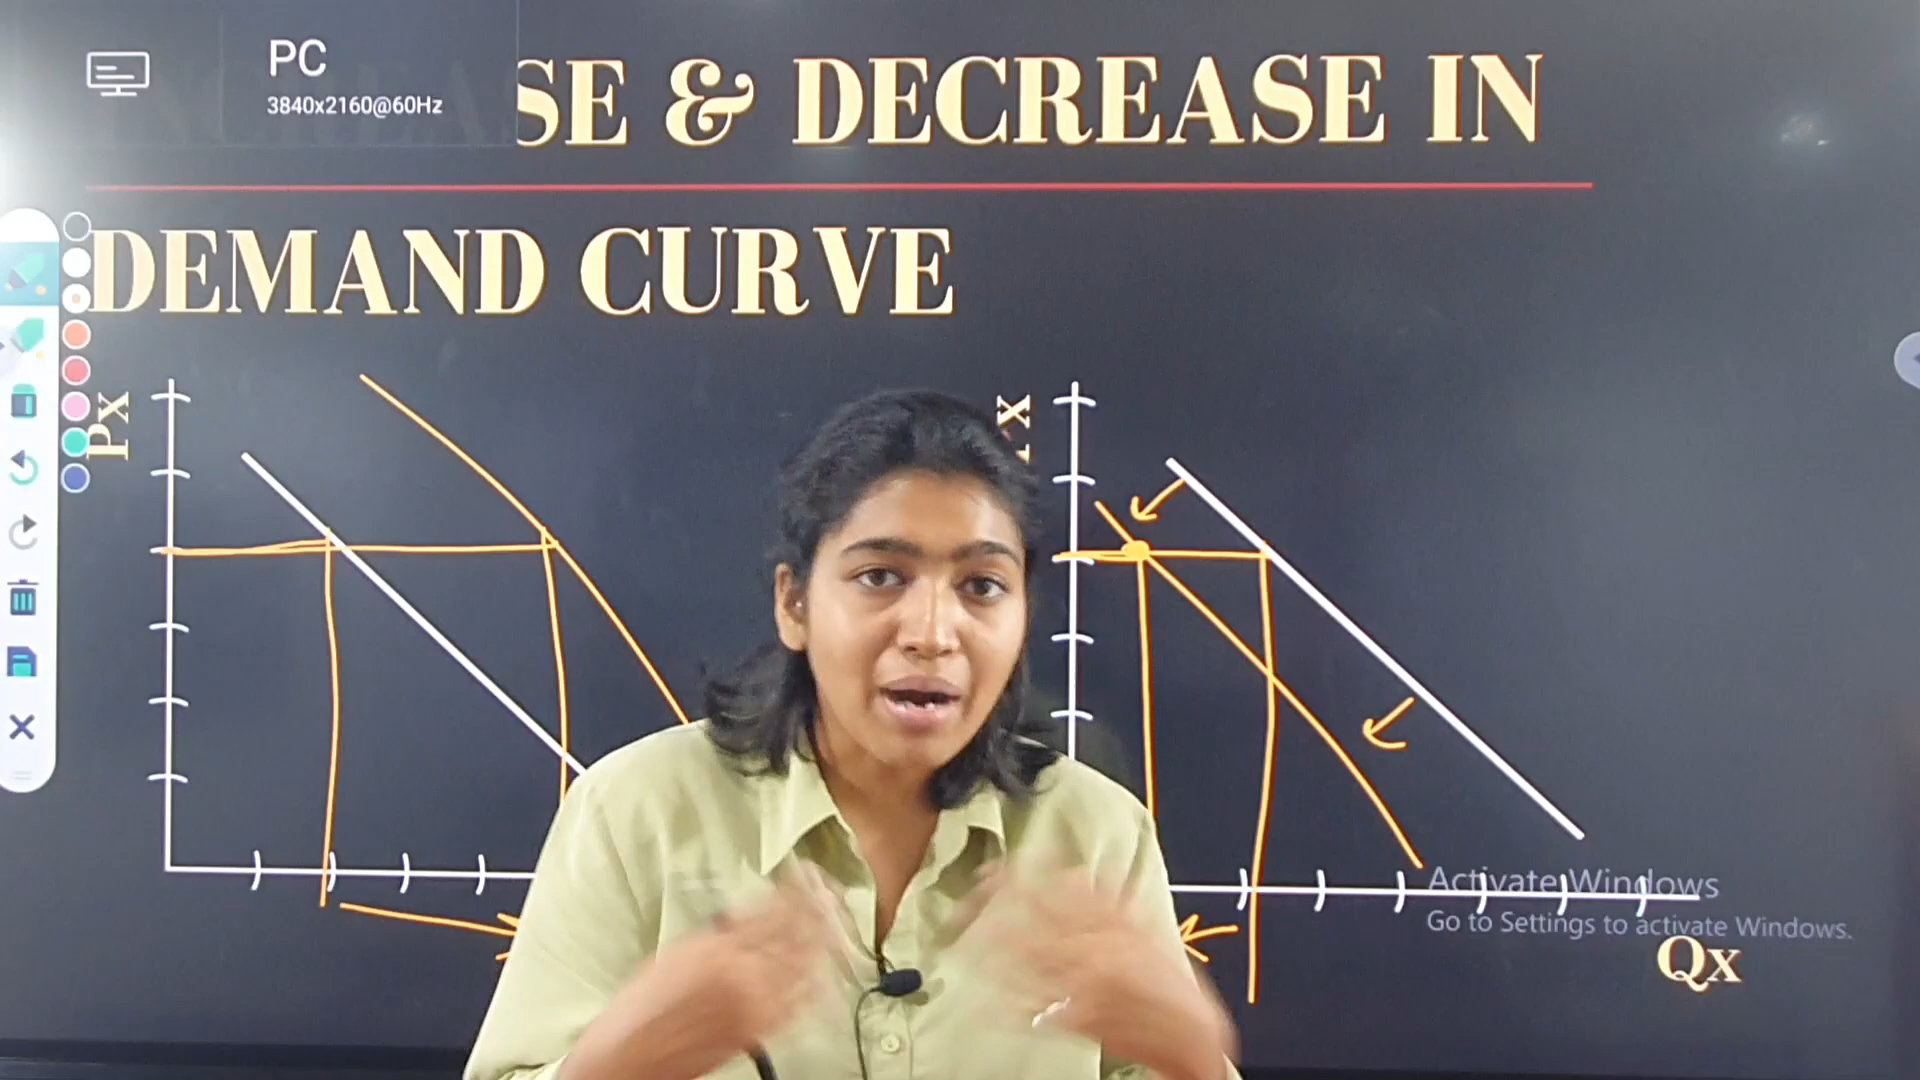 PC
3840x2160@60Hz
SE & DECREASE IN
DEMAND CURVE
Px
x
Activate Windows
Go to Settings to activate Windows.
Qx